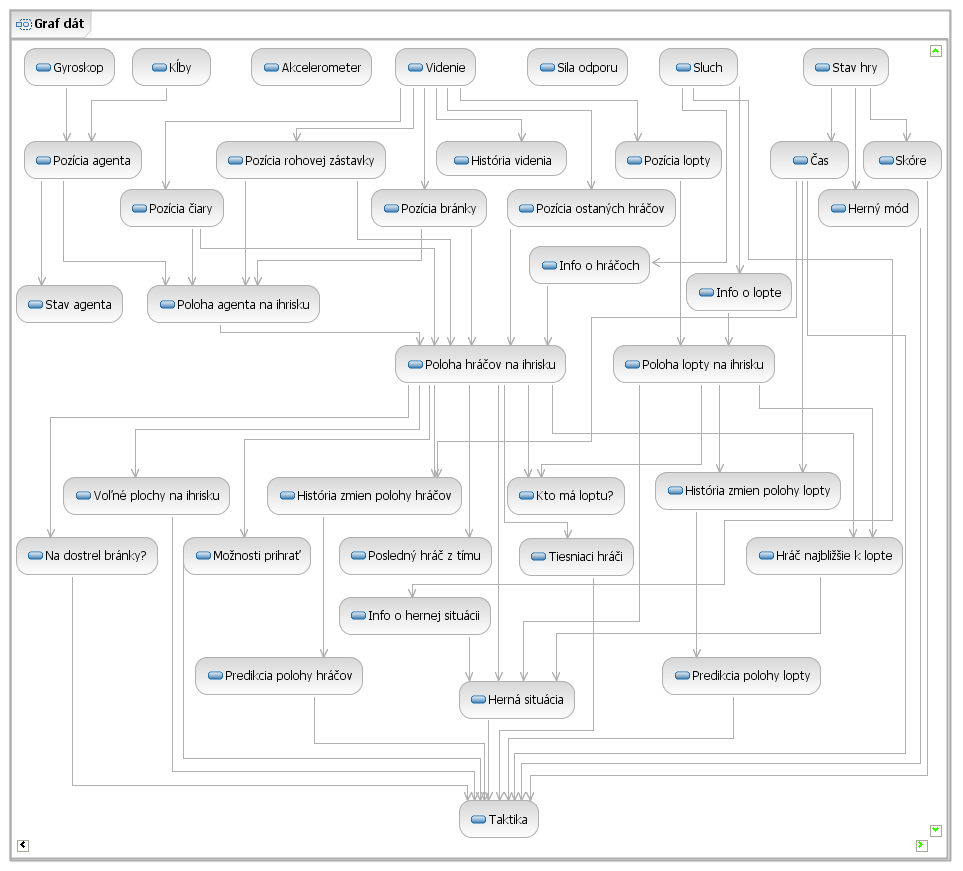 Graf dát
Gyroskop
Kĺby
Akcelerometer
Videnie
Sila odporu
Sluch
Stav hry
Pozícia agenta
Pozícia rohovej zástavky
História videnia
Pozícia lopty
Čas
Skóre
Pozícia čiary
Pozícia bránky
Pozícia ostaných hráčov
Herný mód
Info o hráčoch
Info o lopte
Stav agenta
Poloha agenta na ihrisku
Poloha hráčov na ihrisku
Poloha lopty na ihrisku
Voľné plochy na ihrisku
História zmien polohy hráčov
Kto má loptu?
História zmien polohy lopty
Na dostrel bránky?
Možnosti prihrať
Posledný hráč z tímu
Tiesniaci hráči
Hráč najbližšie k lopte
Info o hernej situácii
Predikcia polohy hráčov
Predikcia polohy lopty
Herná situácia
Taktika